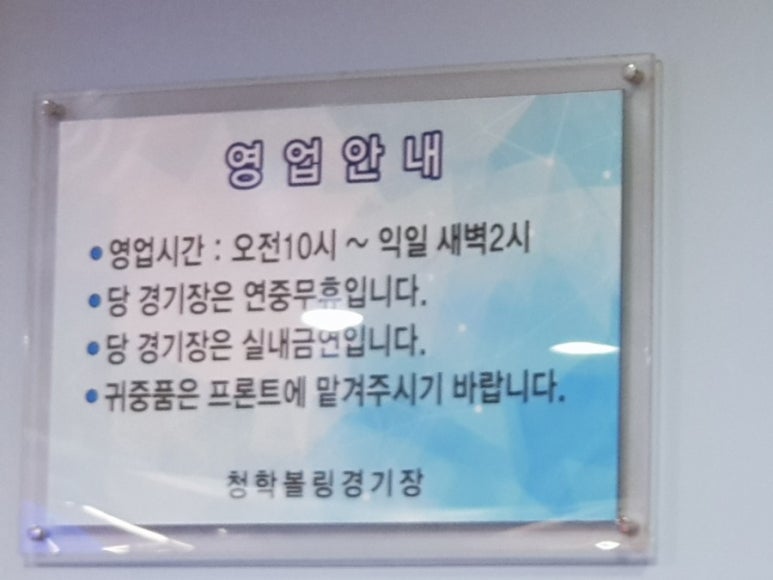 영업안내
● 영업시간 : 오전10시 ~ 익일 새벽2시
● 당 경기장은 연중무휴입니다.
● 당 경기장은 실내금연입니다.
● 귀중품은 프론트에 맡겨주시기 바랍니다.
청학볼링경기장